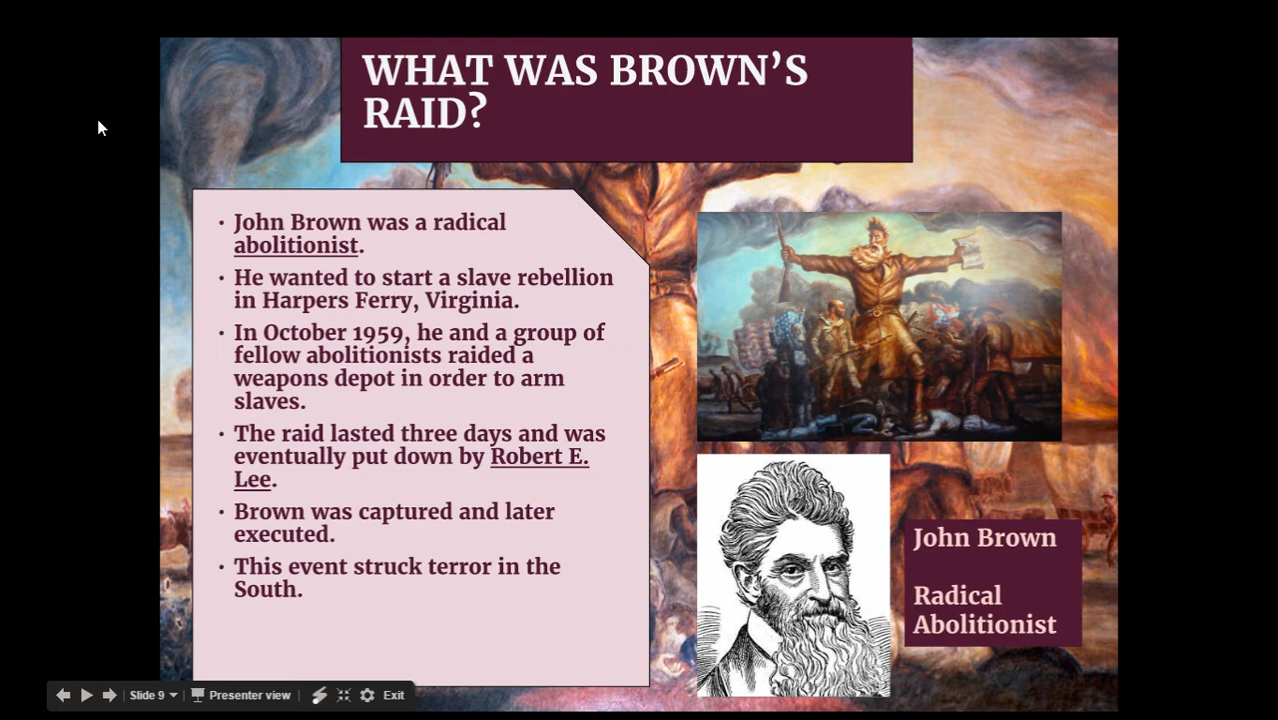 WHAT WAS BROWN'S
RAID?
• John Brown was a radical
abolitionist.
• He wanted to start a slave rebellion
in Harpers Ferry, Virginia.
• In October 1959, he and a group of
fellow abolitionists raided a
weapons depot in order to arm
slaves.
• The raid lasted three days and was
eventually put down by Robert E.
Lee.
• Brown was captured and later
executed.
• This event struck terror in the
South.
John Brown
Radical
Abolitionist
Slide 9
Presenter view
Exit